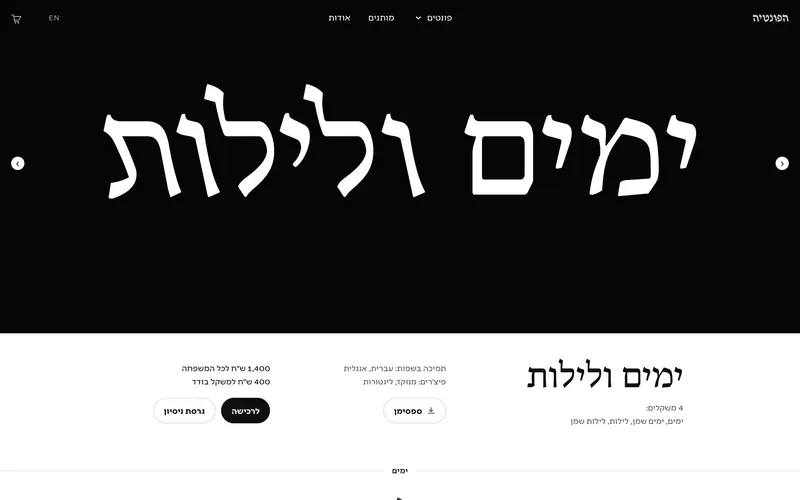 הפונטיה
פונטים
מותגים
אודות
EN
ימים ולילות
ימים ולילות
4 משקלים:
ימים, ימים שמן, לילות, לילות שמן
תמיכה בשפות: עברית, אנגלית
פיצ׳רים: מנוקד, ליגטורות
ספסימן
1,400 ש״ח לכל המשפחה
400 ש״ח למשקל בודד
לרכישה
גרסת ניסיון
ימים